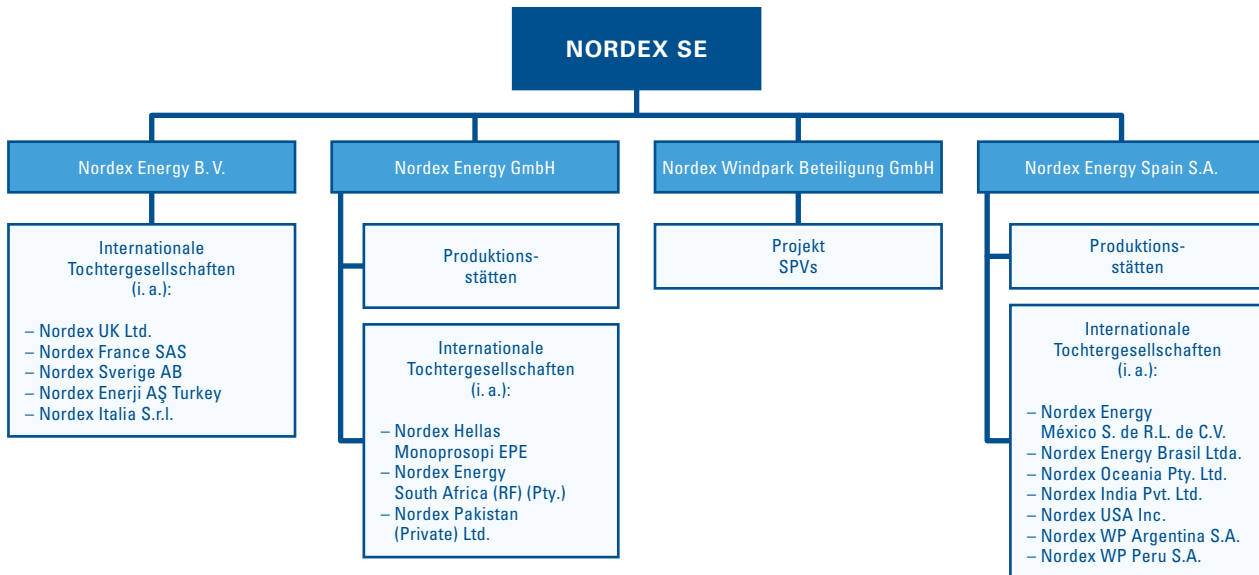 NORDEX SE
Nordex Energy B. V.
Nordex Energy GmbH
Nordex Windpark Beteiligung GmbH
Nordex Energy Spain S.A.
Internationale
Tochtergesellschaften
(i. a.):
– Nordex UK Ltd.
– Nordex France SAS
– Nordex Sverige AB
– Nordex Enerji AŞ Turkey
– Nordex Italia S.r.l.
Produktions-
stätten
Internationale
Tochtergesellschaften
(i. a.):
– Nordex Hellas
Monoprosopi EPE
– Nordex Energy
South Africa (RF) (Pty.)
– Nordex Pakistan
(Private) Ltd.
Projekt
SPVs
Produktions-
stätten
Internationale
Tochtergesellschaften
(i. a.):
– Nordex Energy
México S. de R.L. de C.V.
– Nordex Energy Brasil Ltda.
– Nordex Oceania Pty. Ltd.
– Nordex India Pvt. Ltd.
– Nordex USA Inc.
– Nordex WP Argentina S.A.
– Nordex WP Peru S.A.